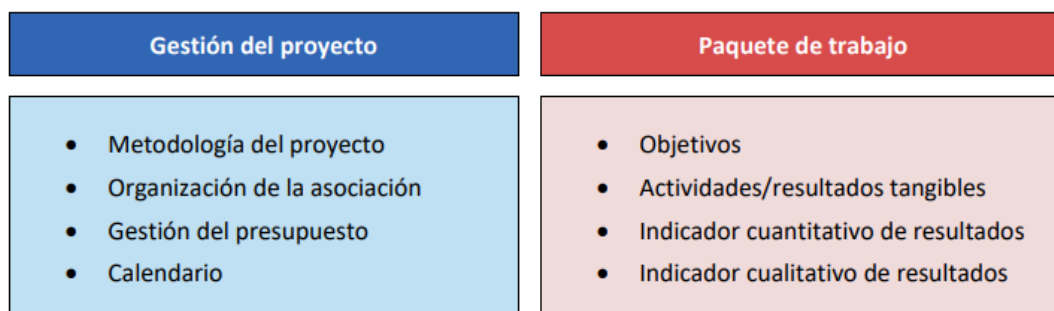 Gestión del proyecto
Metodología del proyecto
Organización de la asociación
Gestión del presupuesto
Calendario
Paquete de trabajo
Objetivos
Actividades/resultados tangibles
Indicador cuantitativo de resultados
Indicador cualitativo de resultados